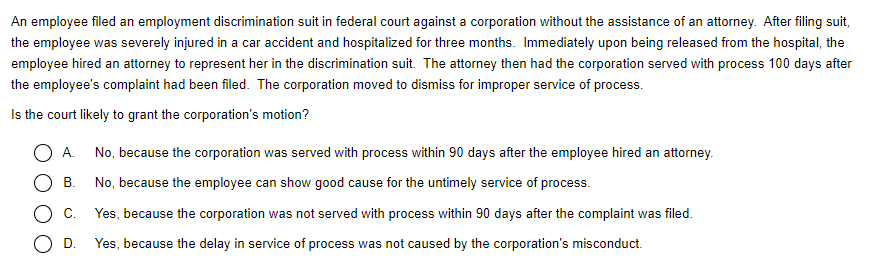 An employee filed an employment discrimination suit in federal court against a corporation without the assistance of an attorney.  After filing suit,
the employee was severely injured in a car accident and hospitalized for three months.  Immediately upon being released from the hospital, the
employee hired an attorney to represent her in the discrimination suit.  The attorney then had the corporation served with process 100 days after
the employee's complaint had been filed.  The corporation moved to dismiss for improper service of process.
Is the court likely to grant the corporation's motion?
A. No, because the corporation was served with process within 90 days after the employee hired an attorney.
B. No, because the employee can show good cause for the untimely service of process.
C. Yes, because the corporation was not served with process within 90 days after the complaint was filed.
D. Yes, because the delay in service of process was not caused by the corporation's misconduct.